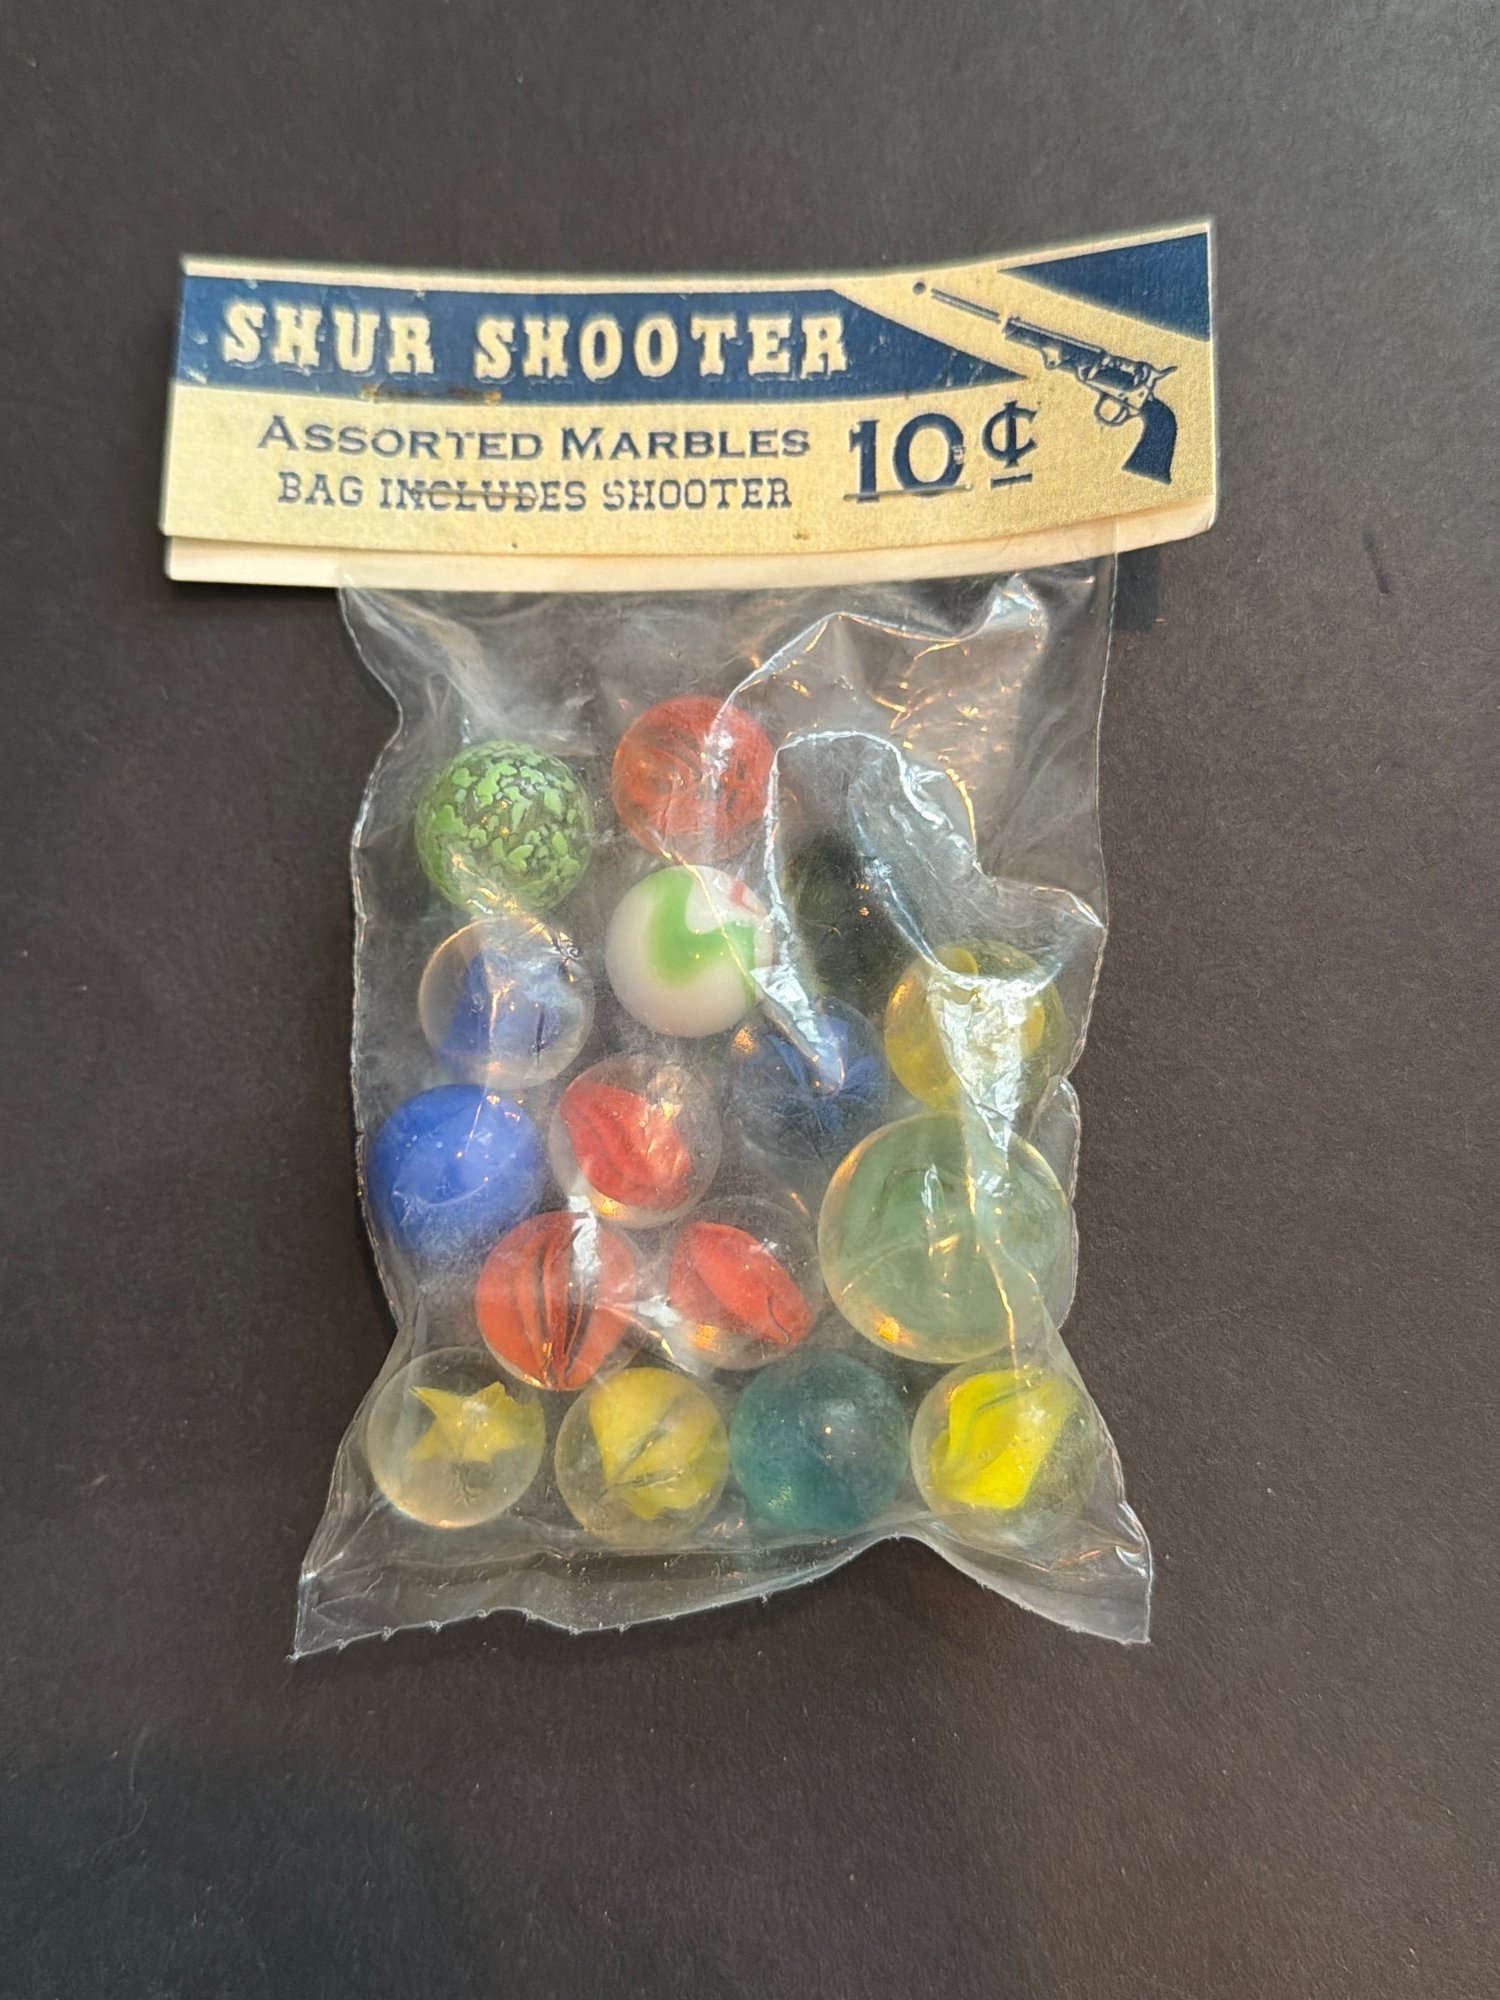 SHUR SHOOTER
ASSORTED MARBLES
BAG INCLUDES SHOOTER
10¢